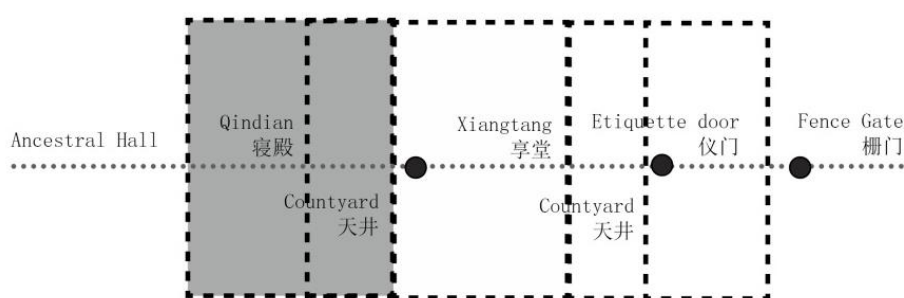 Ancestral Hall
Qindian
寝殿
Xiangtang
享堂
Etiquette door
仪门
Fence Gate
栅门
Countyard
天井
Countyard
天井